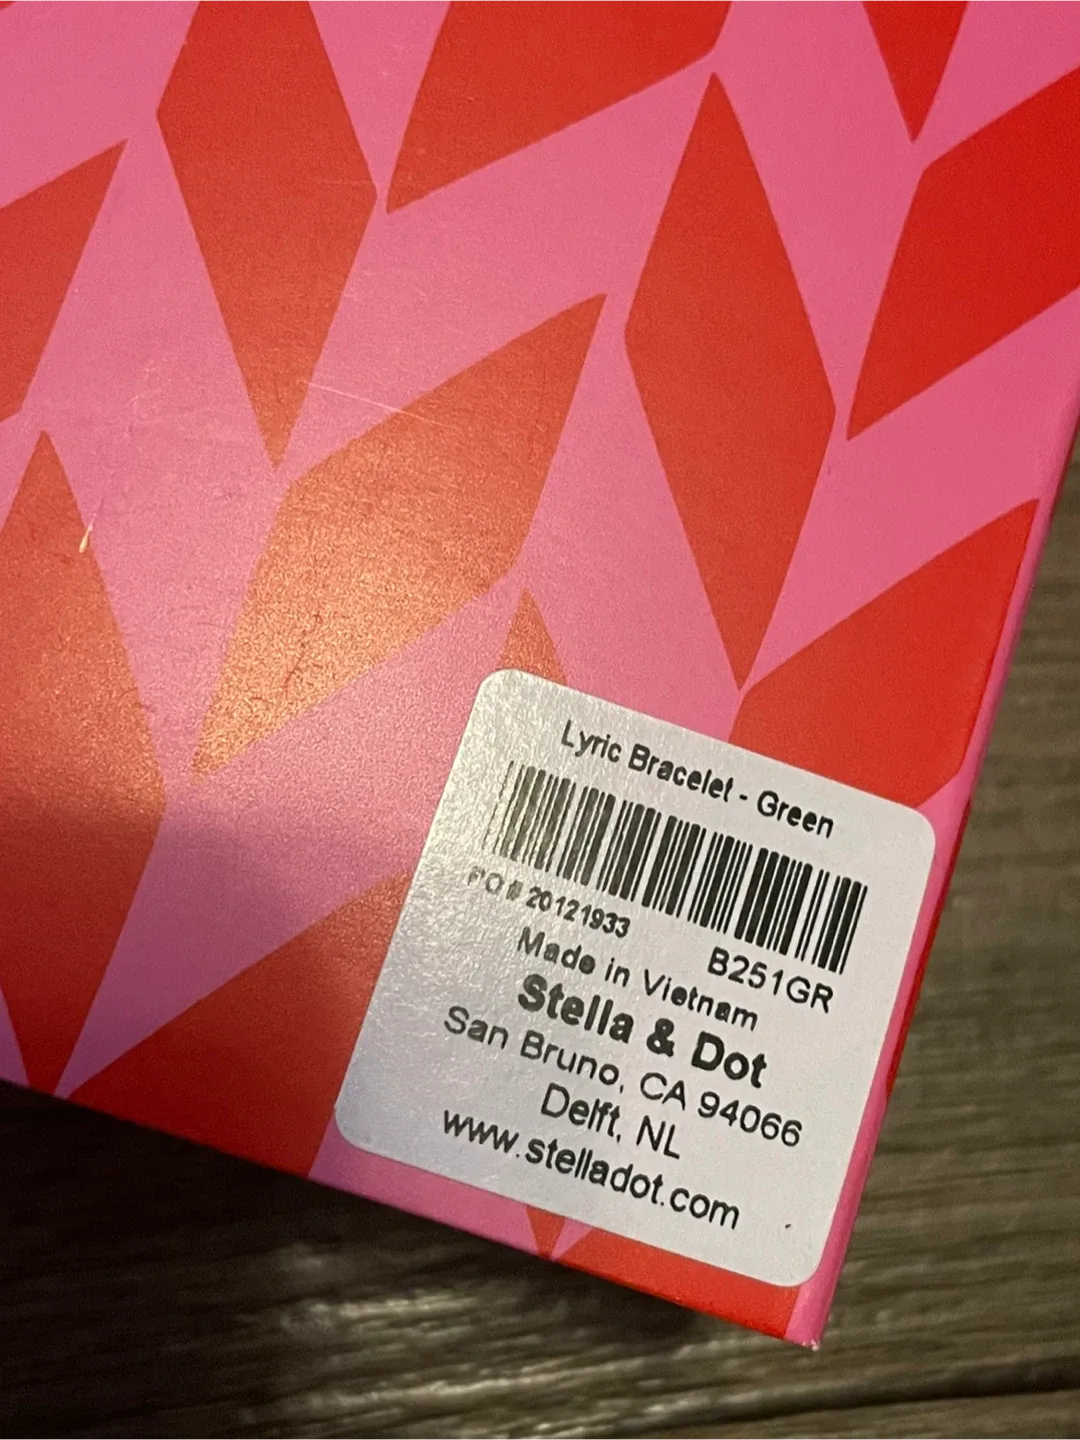 Lyric Bracelet - Green
PO # 20121933
B251GR
Made in Vietnam
Stella & Dot
San Bruno, CA 94066
Delft, NL
www.stelladot.com